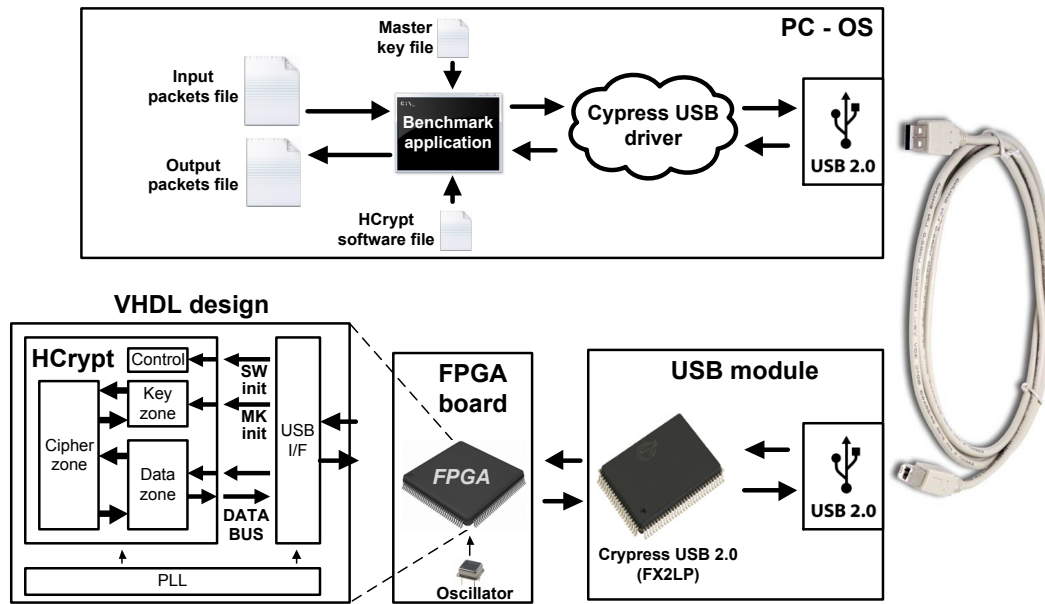 PC - OS
Master
key file
Input
packets file
C:\_
Benchmark
application
Cypress USB
driver
USB 2.0
Output
packets file
HCrypt
software file
VHDL design
HCrypt
Control
SW
init
Key
zone
MK
init
Cipher
zone
Data
zone
DATA
BUS
USB
I/F
PLL
FPGA
board
FPGA
Oscillator
USB module
Crypress USB 2.0
(FX2LP)
USB 2.0